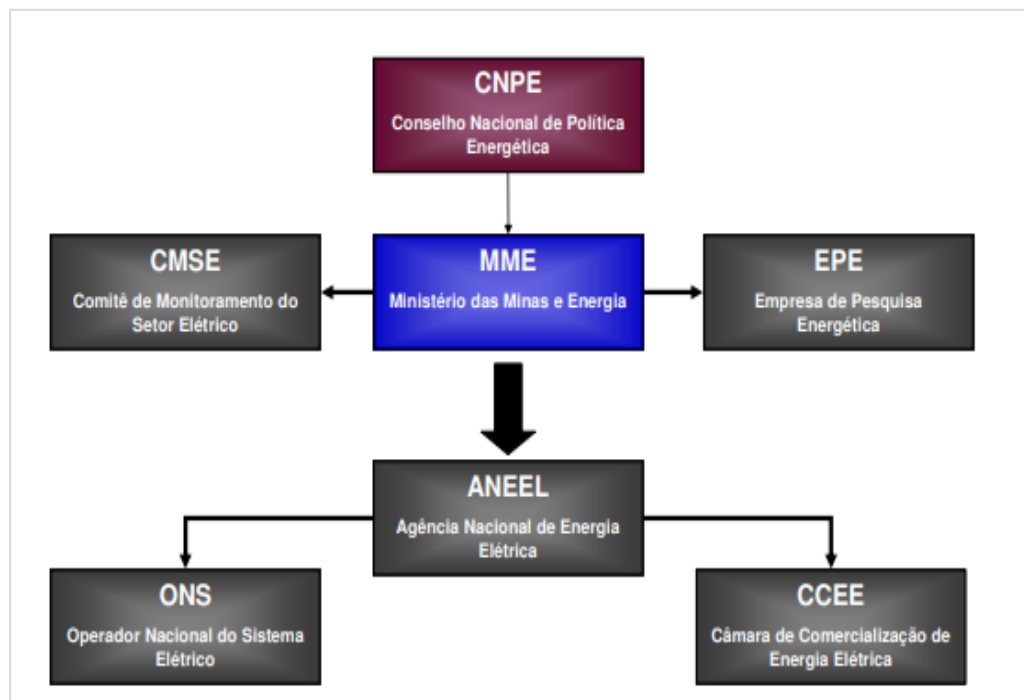 CNPE
Conselho Nacional de Política
Energética
CMSE
Comitê de Monitoramento do
Setor Elétrico
MME
Ministério das Minas e Energia
EPE
Empresa de Pesquisa
Energética
ANEEL
Agência Nacional de Energia
Elétrica
ONS
Operador Nacional do Sistema
Elétrico
CCEE
Câmara de Comercialização de
Energia Elétrica